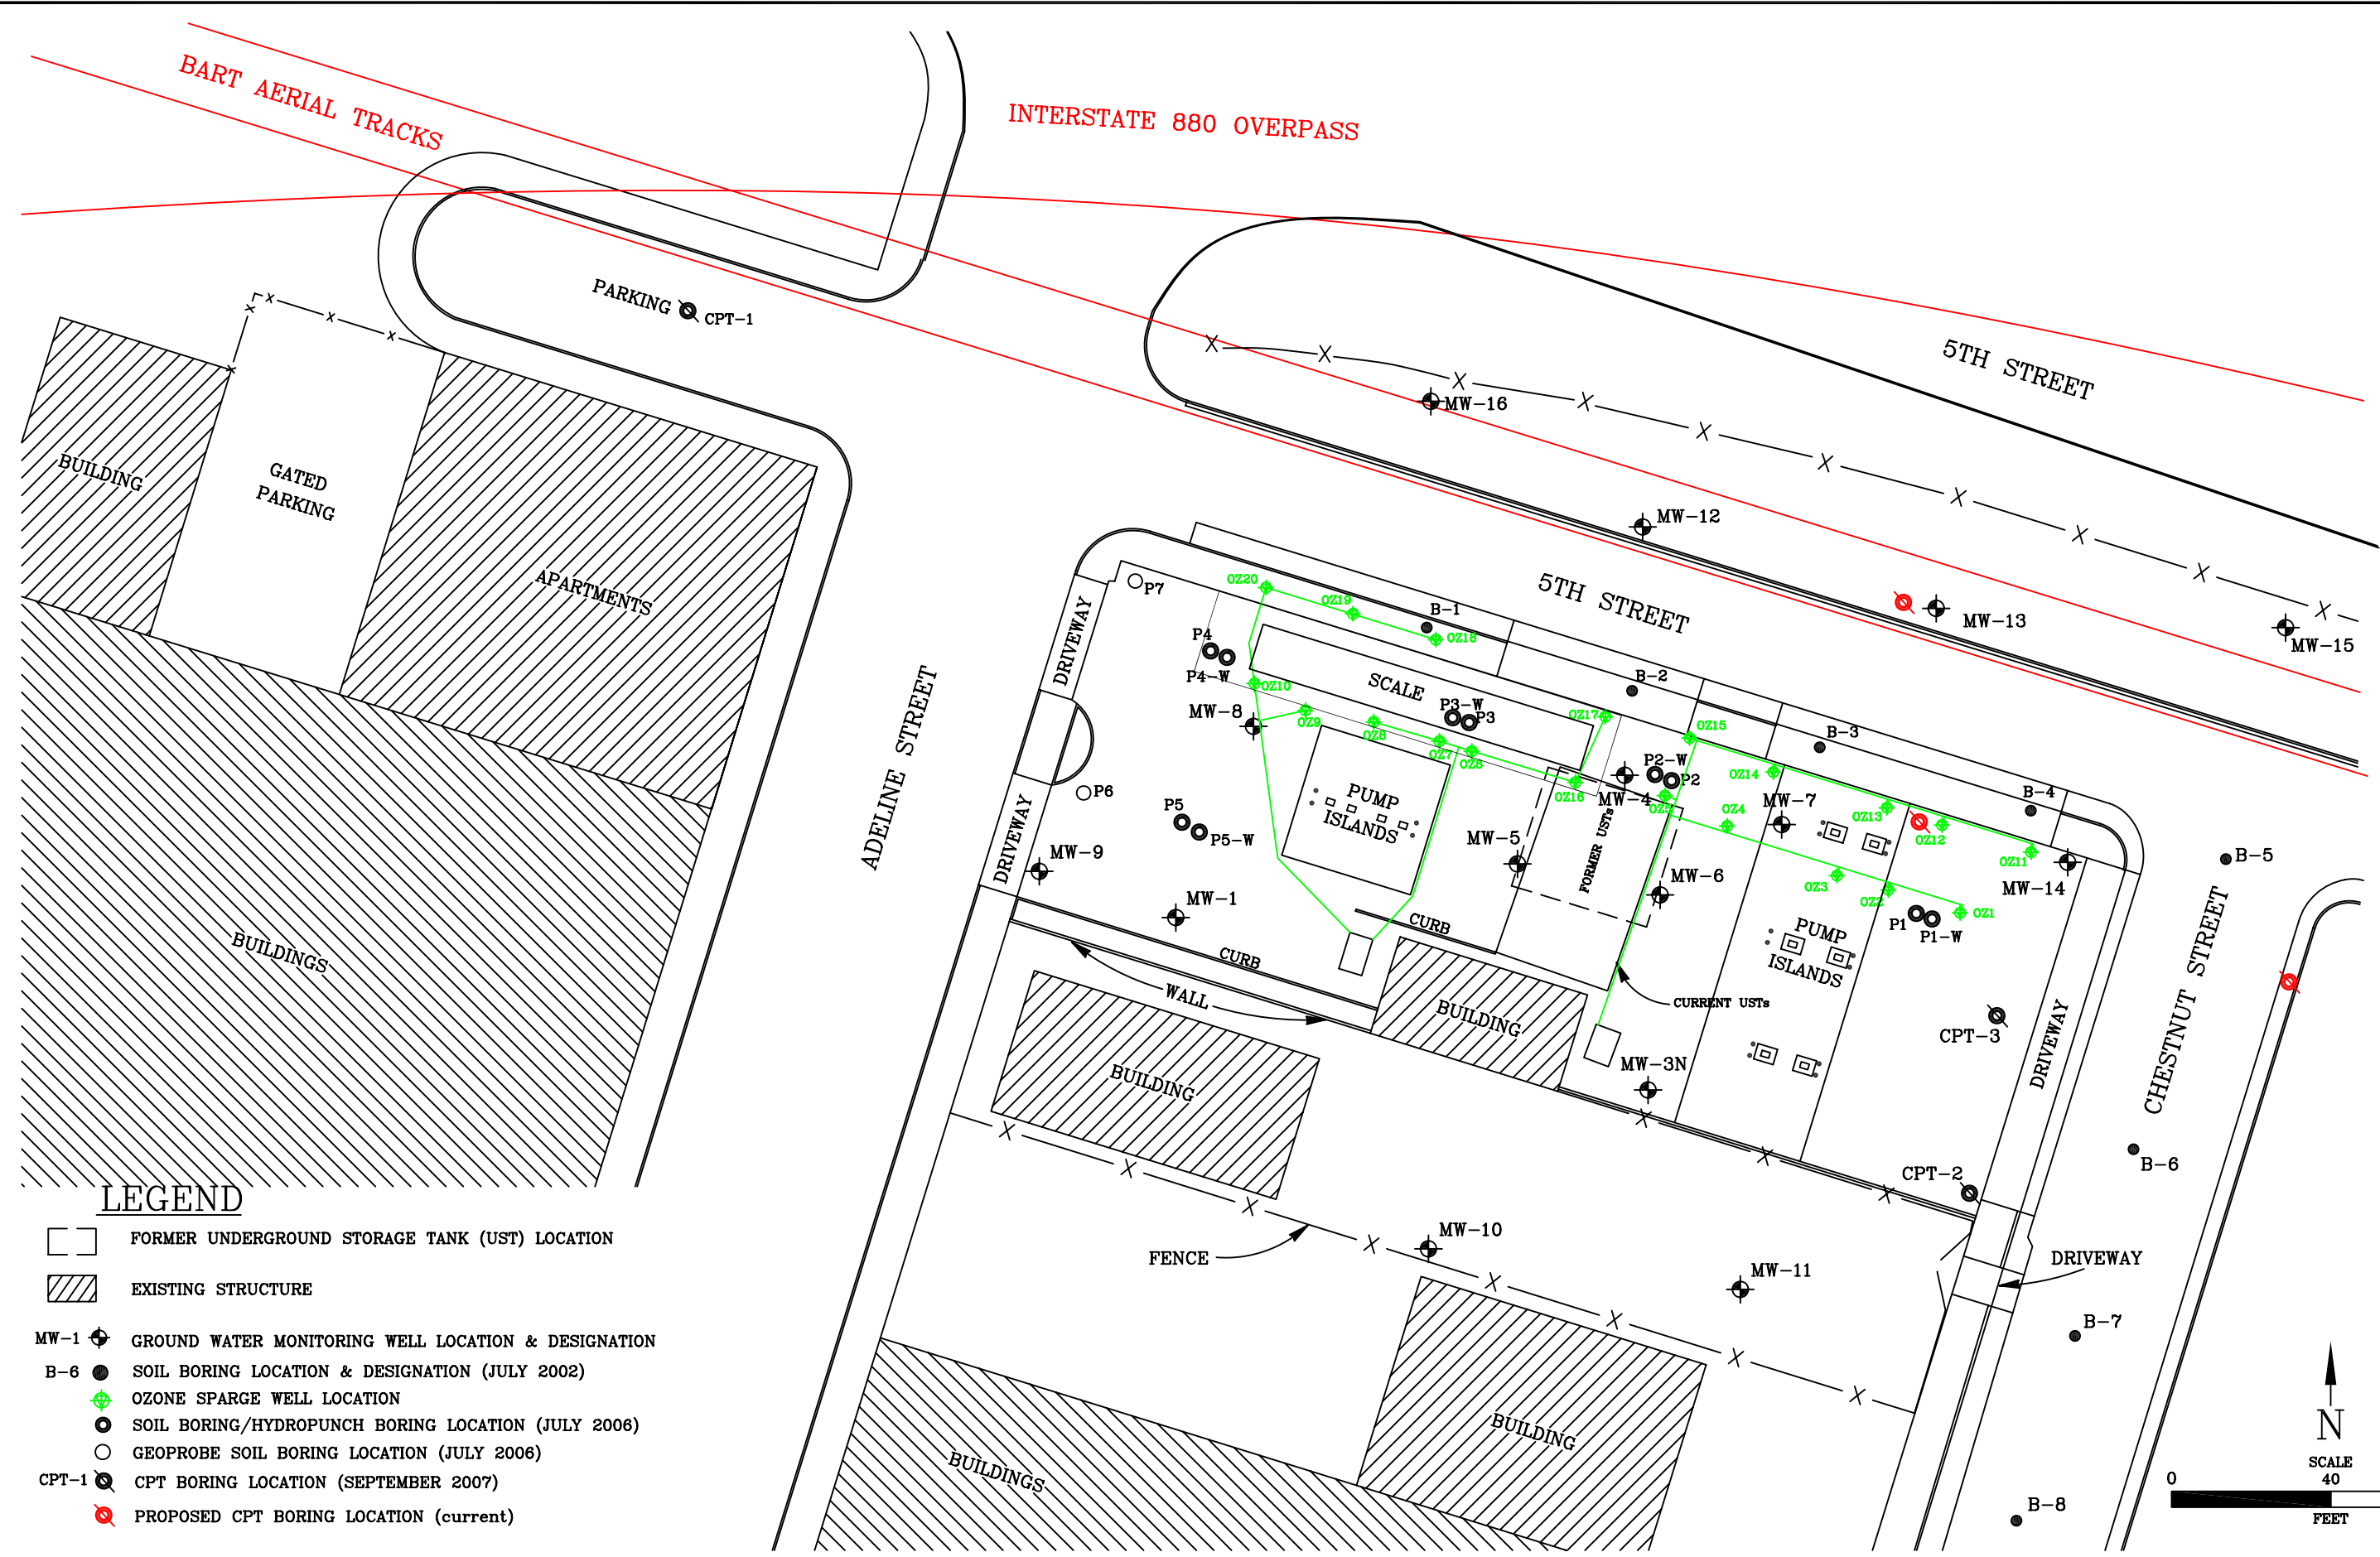 BART AERIAL TRACKS
INTERSTATE 880 OVERPASS
PARKING
CPT-1
5TH STREET
MW-16
BUILDING
GATED
PARKING
APARTMENTS
MW-12
MW-13
MW-15
5TH STREET
P7
OZ20
OZ19
B-1
OZ18
DRIVEWAY
P4
P4-W
OZ10
SCALE
B-2
MW-8
OZ9
OZ8
P3-W
P3
OZ17
OZ7
OZ6
OZ15
B-3
P2-W
P2
OZ14
OZ16
MW-4
OZ5
OZ4
MW-7
OZ13
OZ12
B-4
OZ11
MW-14
B-5
ADELINE STREET
P6
P5
P5-W
PUMP
ISLANDS
MW-5
FORMER USTs
MW-6
OZ3
OZ2
OZ1
DRIVEWAY
MW-9
MW-1
CURB
CURB
P1
P1-W
PUMP
ISLANDS
CHESTNUT STREET
BUILDINGS
WALL
BUILDING
CURRENT USTs
CPT-3
DRIVEWAY
BUILDING
MW-3N
B-6
CPT-2
FENCE
MW-10
MW-11
DRIVEWAY
B-7
BUILDING
BUILDINGS
B-8
LEGEND
FORMER UNDERGROUND STORAGE TANK (UST) LOCATION
EXISTING STRUCTURE
MW-1 GROUND WATER MONITORING WELL LOCATION & DESIGNATION
B-6 SOIL BORING LOCATION & DESIGNATION (JULY 2002)
OZONE SPARGE WELL LOCATION
SOIL BORING/HYDROPUNCH BORING LOCATION (JULY 2006)
GEOPROBE SOIL BORING LOCATION (JULY 2006)
CPT-1 CPT BORING LOCATION (SEPTEMBER 2007)
PROPOSED CPT BORING LOCATION (current)
N
SCALE
0 40
FEET